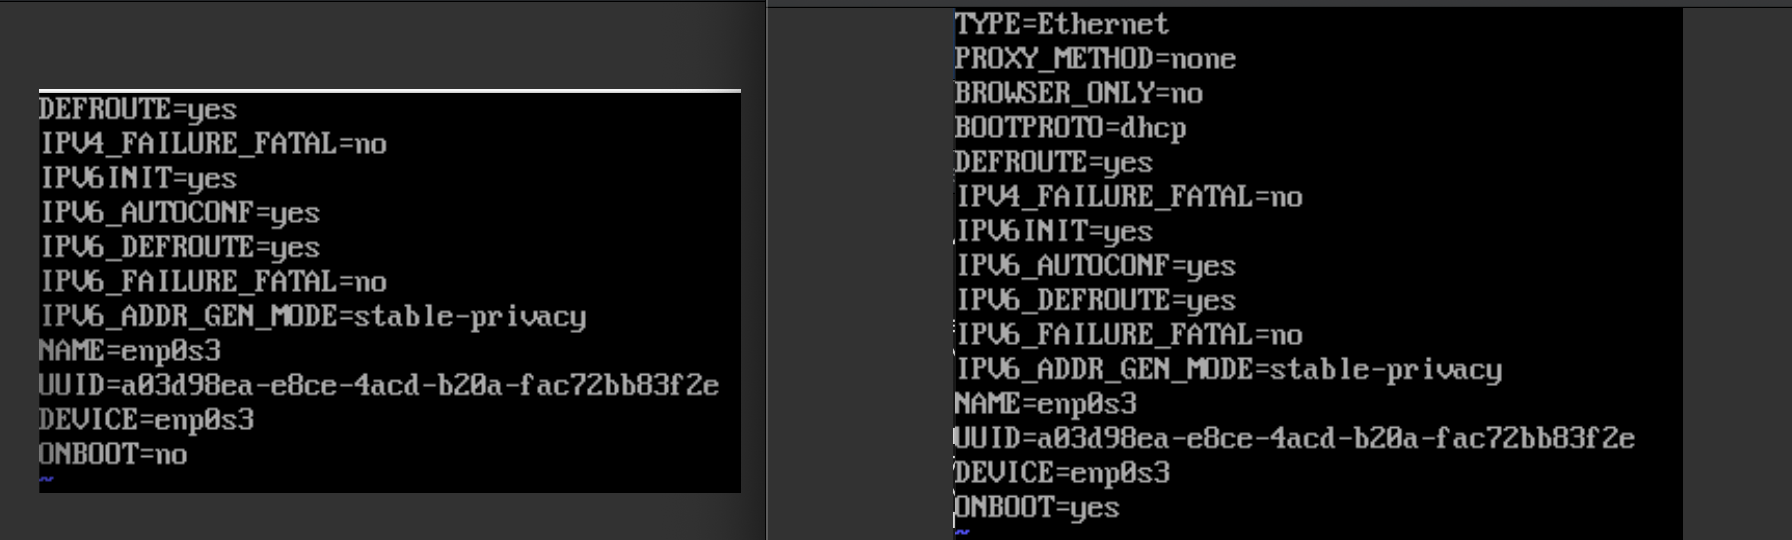 DEFROUTE=yes
IPV4_FAILURE_FATAL=no
IPV6INIT=yes
IPV6_AUTOCONF=yes
IPV6_DEFROUTE=yes
IPV6_FAILURE_FATAL=no
IPV6_ADDR_GEN_MODE=stable-privacy
NAME=enp0s3
UUID=a03d98ea-e8ce-4acd-b20a-fac72bb83f2e
DEVICE=enp0s3
ONBOOT=no
~
TYPE=Ethernet
PROXY_METHOD=none
BROWSER_ONLY=no
BOOTPROTO=dhcp
DEFROUTE=yes
IPV4_FAILURE_FATAL=no
IPV6INIT=yes
IPV6_AUTOCONF=yes
IPV6_DEFROUTE=yes
IPV6_FAILURE_FATAL=no
IPV6_ADDR_GEN_MODE=stable-privacy
NAME=enp0s3
UUID=a03d98ea-e8ce-4acd-b20a-fac72bb83f2e
DEVICE=enp0s3
ONBOOT=yes
~